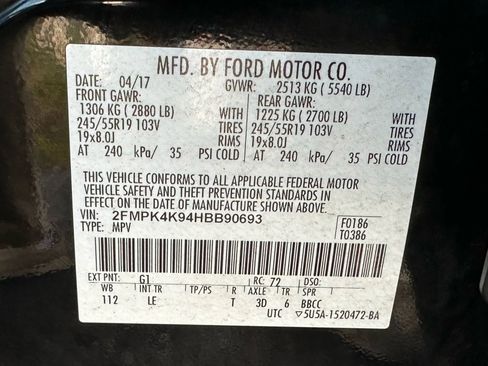 MFD. BY FORD MOTOR CO.
DATE: 04/17 GVWR: 2513 KG ( 5540 LB)
FRONT GAWR: REAR GAWR:
1306 KG ( 2880 LB) WITH 1225 KG ( 2700 LB) WITH
245/55R19 103V TIRES 245/55R19 103V TIRES
19x8.0J RIMS 19x8.0J RIMS
AT 240 kPa/ 35 PSI COLD AT 240 kPa/ 35 PSI COLD
THIS VEHICLE CONFORMS TO ALL APPLICABLE FEDERAL MOTOR
VEHICLE SAFETY AND THEFT PREVENTION STANDARDS IN
EFFECT ON THE DATE OF MANUFACTURE SHOWN ABOVE.
VIN: 2FMPK4K94HBB90693 F0186
TYPE: MPV T0386
EXT PNT: G1 RC: 72 DSO:
WB INT TR TP/PS R AXLE TR SPR
112 LE T 3D 6 BBCC
UTC ▽5U5A-1520472-BA